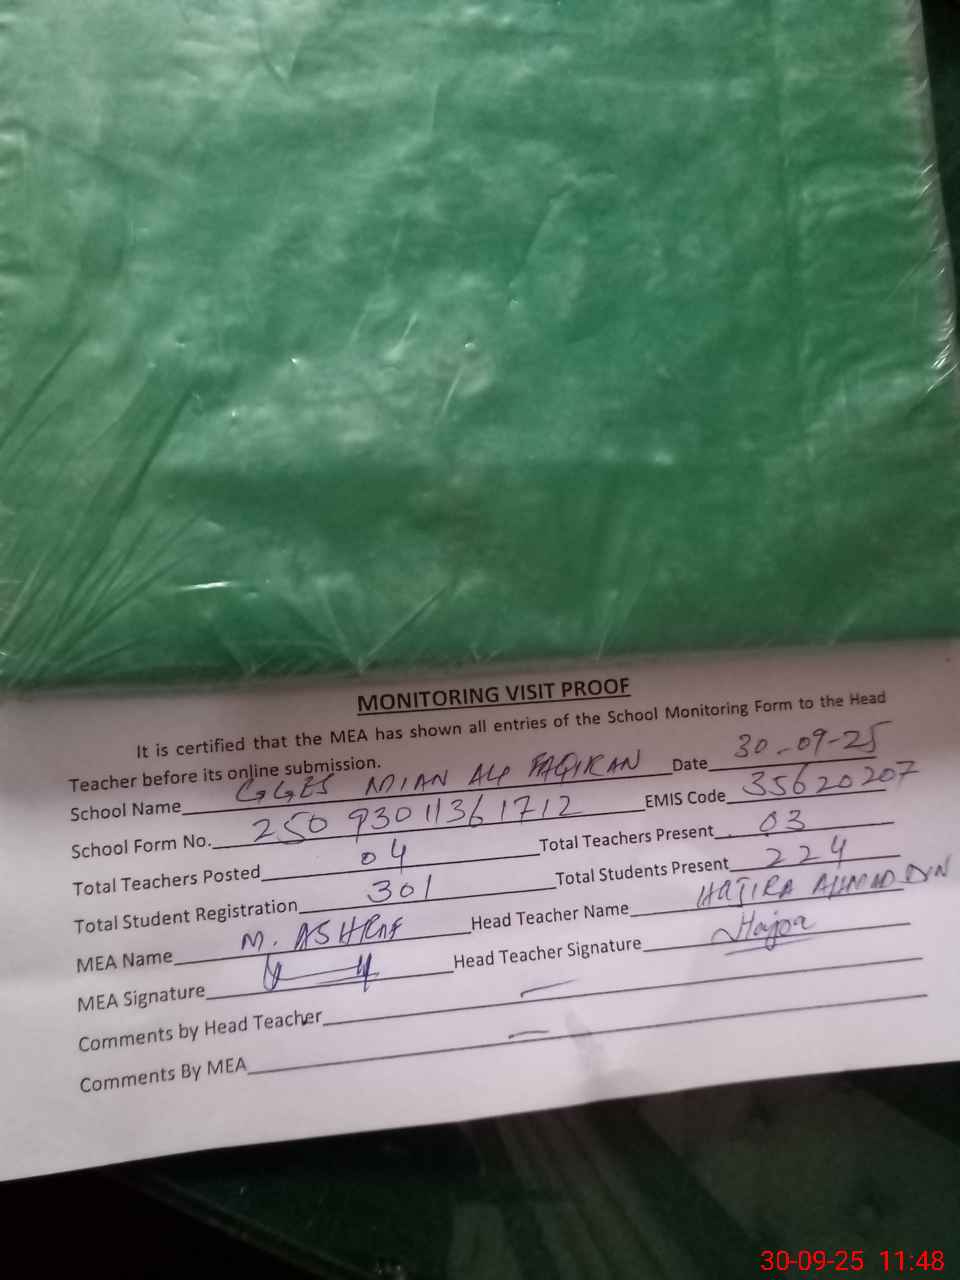 MONITORING VISIT PROOF
It is certified that the MEA has shown all entries of the School Monitoring Form to the Head
Teacher before its online submission.
School Name GGES MIAN ALI FAQIRAN Date 30-09-25
School Form No. 25093011361712 EMIS Code 35620207
Total Teachers Posted 04 Total Teachers Present 03
Total Student Registration 301 Total Students Present 224
MEA Name M. ASHRAF Head Teacher Name HAJIRA AHMAD DIN
MEA Signature Head Teacher Signature Hajra
Comments by Head Teacher —
Comments By MEA —
30-09-25 11:48